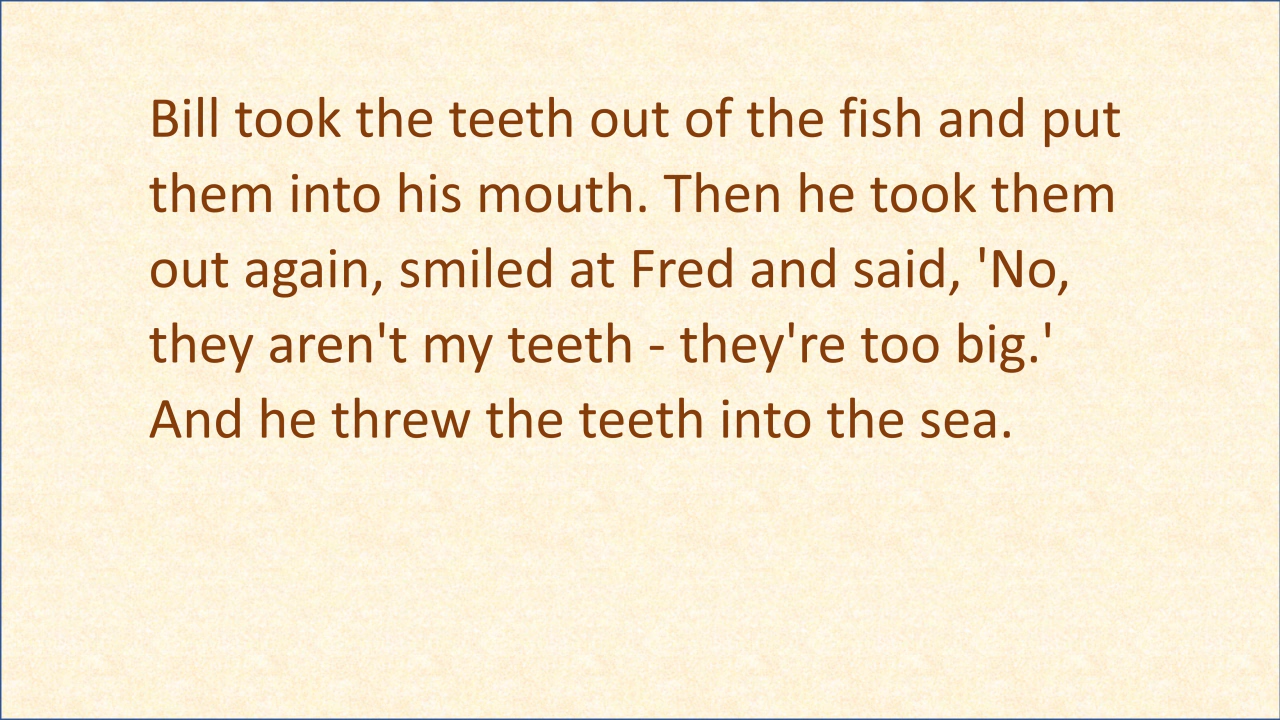 Bill took the teeth out of the fish and put
them into his mouth. Then he took them
out again, smiled at Fred and said, 'No,
they aren't my teeth - they're too big.'
And he threw the teeth into the sea.